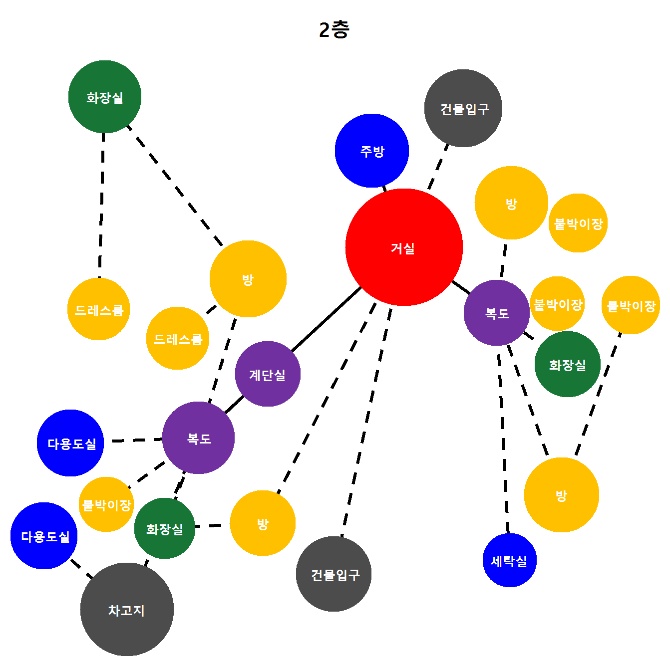 2층
화장실
건물입구
주방
방
붙박이장
거실
방
드레스룸
드레스룸
복도
붙박이장
붙박이장
화장실
계단실
복도
다용도실
붙박이장
화장실
방
방
다용도실
건물입구
세탁실
차고지